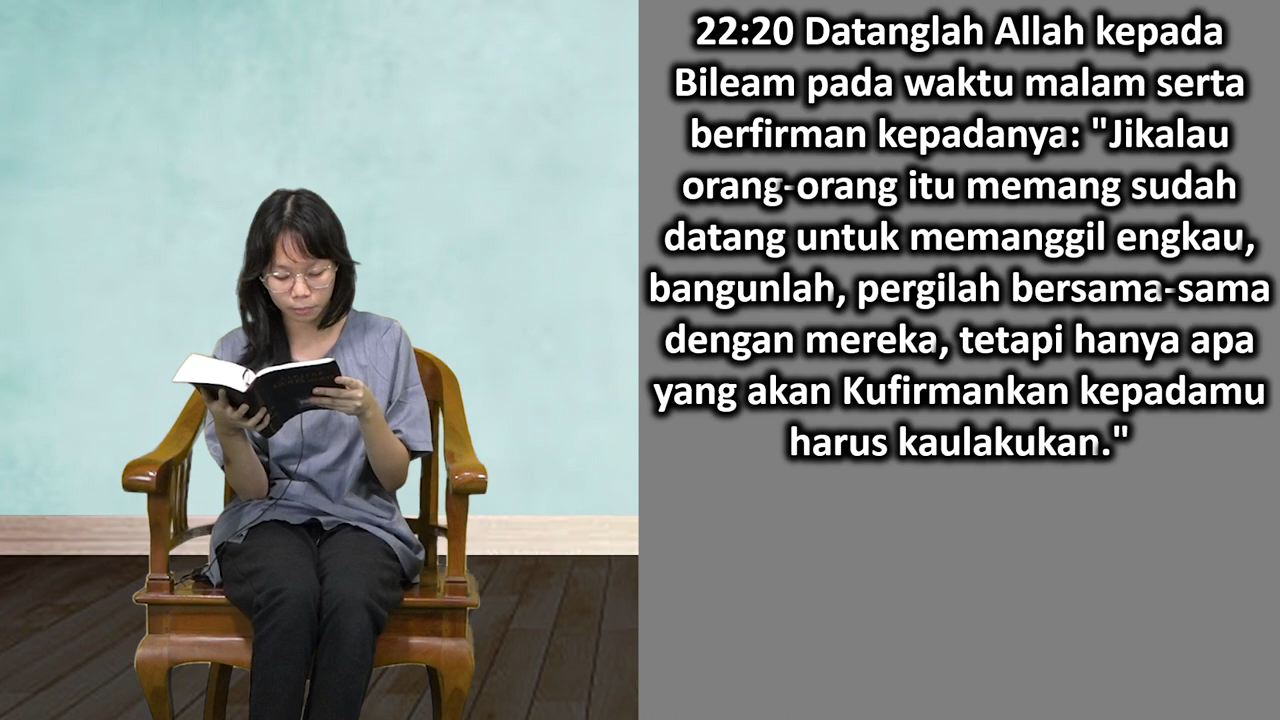 22:20 Datanglah Allah kepada
Bileam pada waktu malam serta
berfirman kepadanya: "Jikalau
orang-orang itu memang sudah
datang untuk memanggil engkau,
bangunlah, pergilah bersama-sama
dengan mereka, tetapi hanya apa
yang akan Kufirmankan kepadamu
harus kaulakukan."